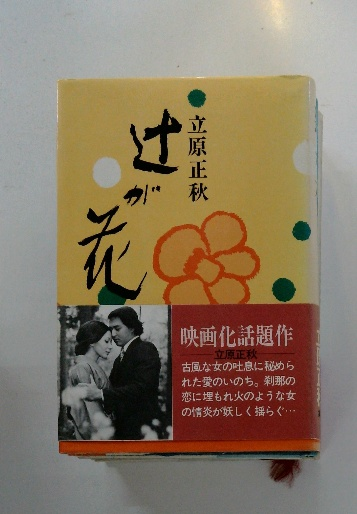 立原正秋
辻が花
映画化話題作
立原正秋
古風な女の吐息に秘めら
れた愛のいのち。刹那の
恋に埋もれ火のような女
の情炎が妖しく揺らぐ…